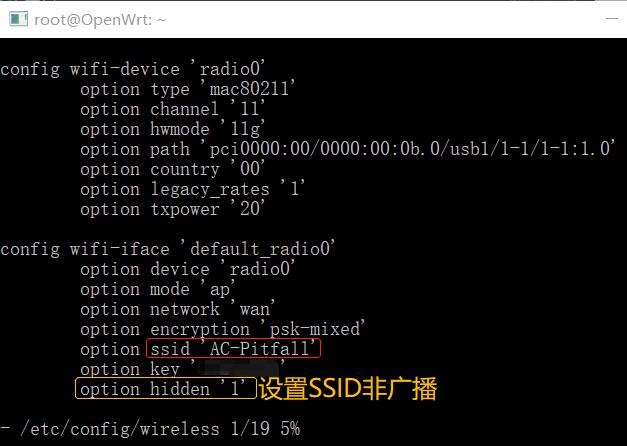 root@OpenWrt: ~
config wifi-device 'radio0'
option type 'mac80211'
option channel '11'
option hwmode '11g'
option path 'pci0000:00/0000:00:0b.0/usb1/1-1/1-1:1.0'
option country '00'
option legacy_rates '1'
option txpower '20'
config wifi-iface 'default_radio0'
option device 'radio0'
option mode 'ap'
option network 'wan'
option encryption 'psk-mixed'
option ssid 'AC-Pitfall'
option key ' '
option hidden '1' 设置SSID非广播
- /etc/config/wireless 1/19 5%